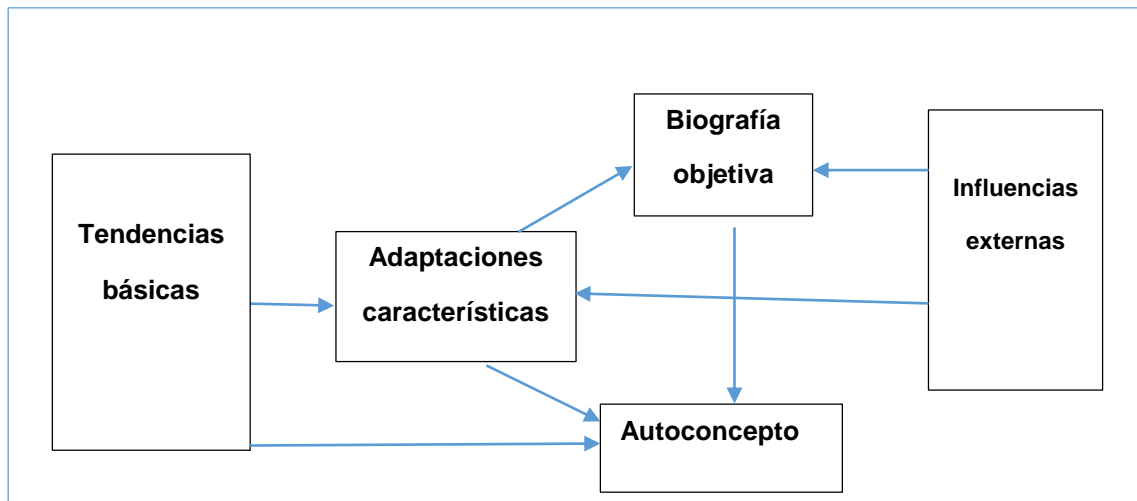 Tendencias
básicas
Adaptaciones
características
Biografía
objetiva
Influencias
externas
Autoconcepto